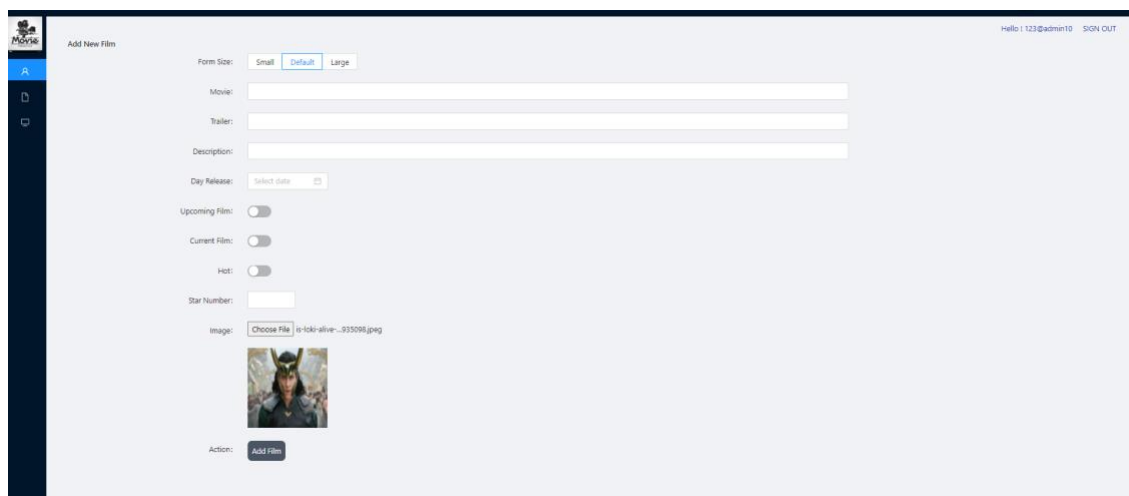 Movie
Hello ! 123@admin10 SIGN OUT
Add New Film
Form Size: Small Default Large
Movie:
Trailer:
Description:
Day Release: Select date
Upcoming Film:
Current Film:
Hot:
Star Number:
Image: Choose File is-loki-alive-...935098.jpeg
Action: Add Film